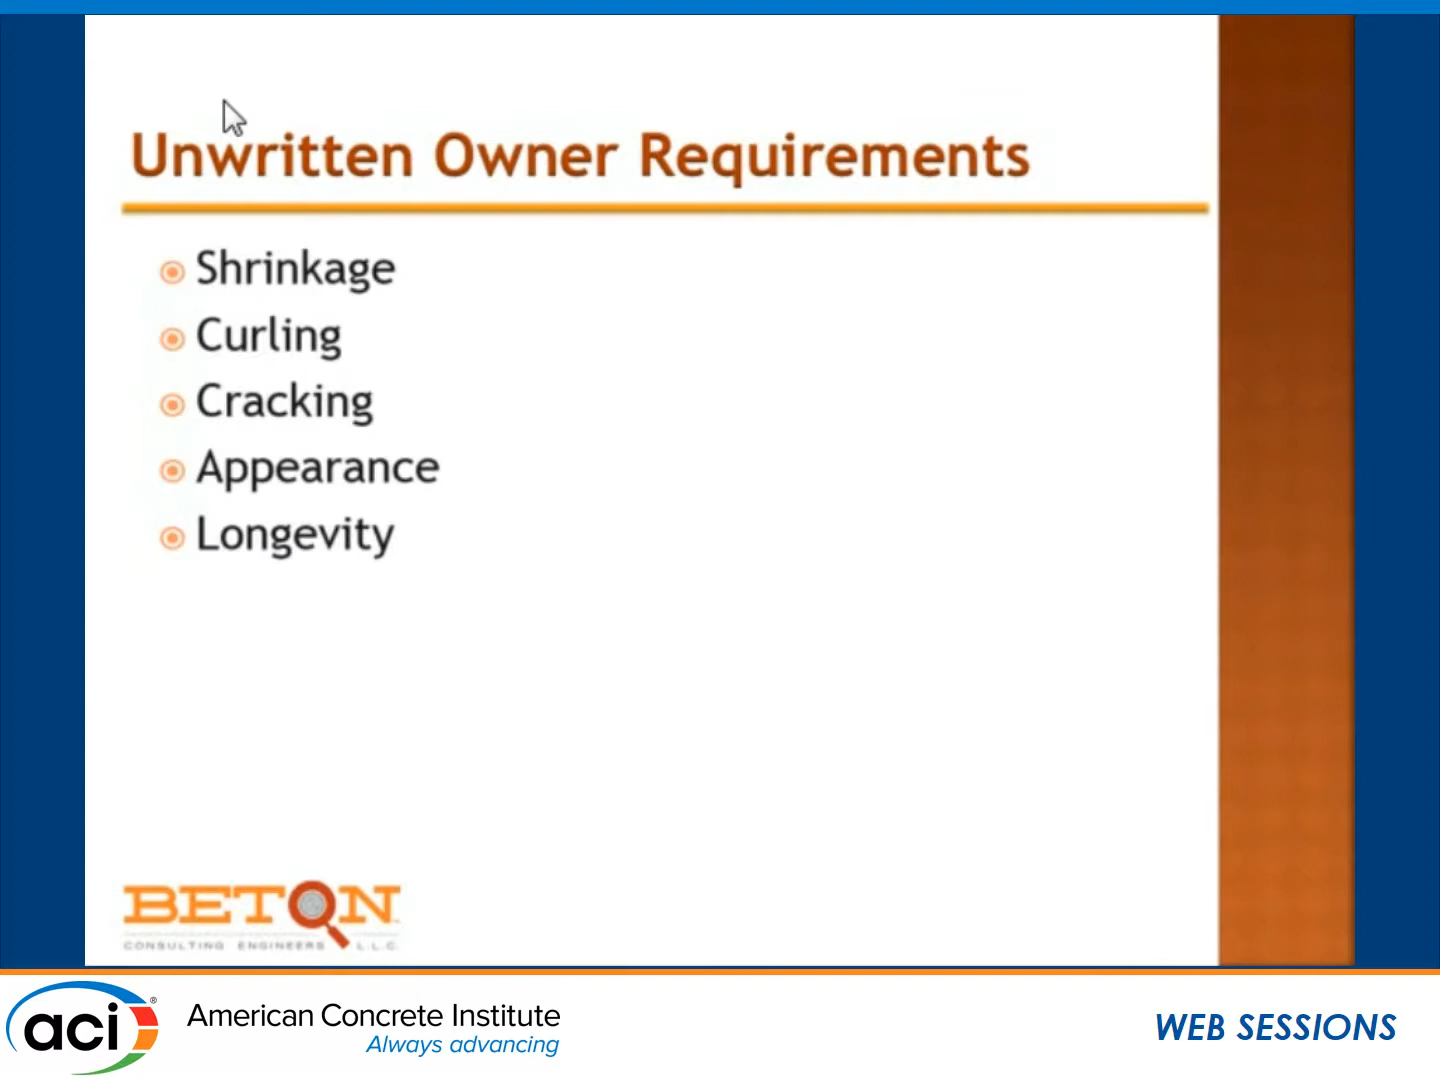 Unwritten Owner Requirements
Shrinkage
Curling
Cracking
Appearance
Longevity
BETON
CONSULTING ENGINEERS L.L.C.
aci®
American Concrete Institute
Always advancing
WEB SESSIONS